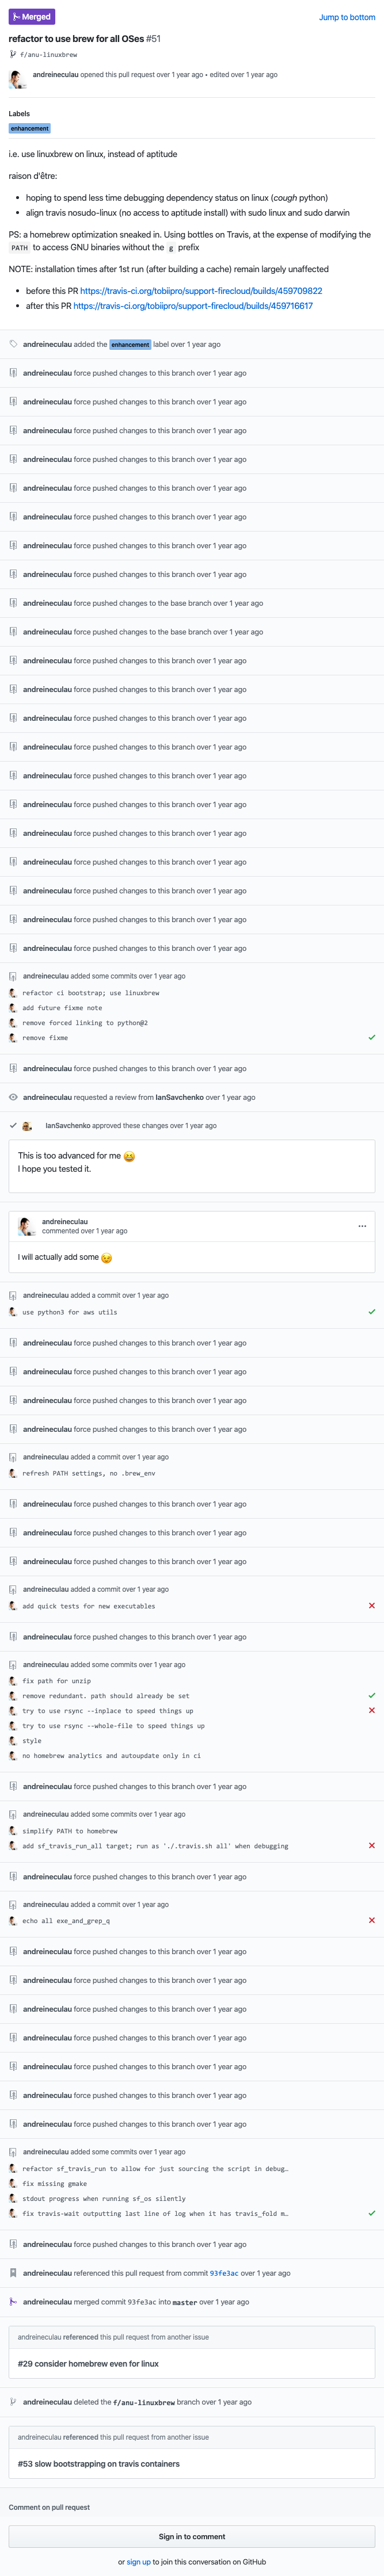 Merged
Jump to bottom
refactor to use brew for all OSes #51
f/anu-linuxbrew
andreineculau opened this pull request over 1 year ago • edited over 1 year ago
Labels
enhancement
i.e. use linuxbrew on linux, instead of aptitude
raison d'être:
• hoping to spend less time debugging dependency status on linux (cough python)
• align travis nosudo-linux (no access to aptitude install) with sudo linux and sudo darwin
PS: a homebrew optimization sneaked in. Using bottles on Travis, at the expense of modifying the
PATH to access GNU binaries without the g prefix
NOTE: installation times after 1st run (after building a cache) remain largely unaffected
• before this PR https://travis-ci.org/tobiipro/support-firecloud/builds/459709822
• after this PR https://travis-ci.org/tobiipro/support-firecloud/builds/459716617
andreineculau added the enhancement label over 1 year ago
andreineculau force pushed changes to this branch over 1 year ago
andreineculau force pushed changes to this branch over 1 year ago
andreineculau force pushed changes to this branch over 1 year ago
andreineculau force pushed changes to this branch over 1 year ago
andreineculau force pushed changes to this branch over 1 year ago
andreineculau force pushed changes to this branch over 1 year ago
andreineculau force pushed changes to this branch over 1 year ago
andreineculau force pushed changes to this branch over 1 year ago
andreineculau force pushed changes to the base branch over 1 year ago
andreineculau force pushed changes to the base branch over 1 year ago
andreineculau force pushed changes to this branch over 1 year ago
andreineculau force pushed changes to this branch over 1 year ago
andreineculau force pushed changes to this branch over 1 year ago
andreineculau force pushed changes to this branch over 1 year ago
andreineculau force pushed changes to this branch over 1 year ago
andreineculau force pushed changes to this branch over 1 year ago
andreineculau force pushed changes to this branch over 1 year ago
andreineculau force pushed changes to this branch over 1 year ago
andreineculau force pushed changes to this branch over 1 year ago
andreineculau force pushed changes to this branch over 1 year ago
andreineculau force pushed changes to this branch over 1 year ago
andreineculau added some commits over 1 year ago
refactor ci bootstrap; use linuxbrew
add future fixme note
remove forced linking to python@2
remove fixme
andreineculau force pushed changes to this branch over 1 year ago
andreineculau requested a review from IanSavchenko over 1 year ago
IanSavchenko approved these changes over 1 year ago
This is too advanced for me 😆
I hope you tested it.
andreineculau
commented over 1 year ago
I will actually add some 😉
andreineculau added a commit over 1 year ago
use python3 for aws utils
andreineculau force pushed changes to this branch over 1 year ago
andreineculau force pushed changes to this branch over 1 year ago
andreineculau force pushed changes to this branch over 1 year ago
andreineculau force pushed changes to this branch over 1 year ago
andreineculau added a commit over 1 year ago
refresh PATH settings, no .brew_env
andreineculau force pushed changes to this branch over 1 year ago
andreineculau force pushed changes to this branch over 1 year ago
andreineculau force pushed changes to this branch over 1 year ago
andreineculau added a commit over 1 year ago
add quick tests for new executables
andreineculau force pushed changes to this branch over 1 year ago
andreineculau added some commits over 1 year ago
fix path for unzip
remove redundant. path should already be set
try to use rsync --inplace to speed things up
try to use rsync --whole-file to speed things up
style
no homebrew analytics and autoupdate only in ci
andreineculau force pushed changes to this branch over 1 year ago
andreineculau added some commits over 1 year ago
simplify PATH to homebrew
add sf_travis_run_all target; run as './.travis.sh all' when debugging
andreineculau force pushed changes to this branch over 1 year ago
andreineculau added a commit over 1 year ago
echo all exe_and_grep_q
andreineculau force pushed changes to this branch over 1 year ago
andreineculau force pushed changes to this branch over 1 year ago
andreineculau force pushed changes to this branch over 1 year ago
andreineculau force pushed changes to this branch over 1 year ago
andreineculau force pushed changes to this branch over 1 year ago
andreineculau force pushed changes to this branch over 1 year ago
andreineculau force pushed changes to this branch over 1 year ago
andreineculau added some commits over 1 year ago
refactor sf_travis_run to allow for just sourcing the script in debug…
fix missing gmake
stdout progress when running sf_os silently
fix travis-wait outputting last line of log when it has travis_fold m…
andreineculau force pushed changes to this branch over 1 year ago
andreineculau referenced this pull request from commit 93fe3ac over 1 year ago
andreineculau merged commit 93fe3ac into master over 1 year ago
andreineculau referenced this pull request from another issue
#29 consider homebrew even for linux
andreineculau deleted the f/anu-linuxbrew branch over 1 year ago
andreineculau referenced this pull request from another issue
#53 slow bootstrapping on travis containers
Comment on pull request
Sign in to comment
or sign up to join this conversation on GitHub